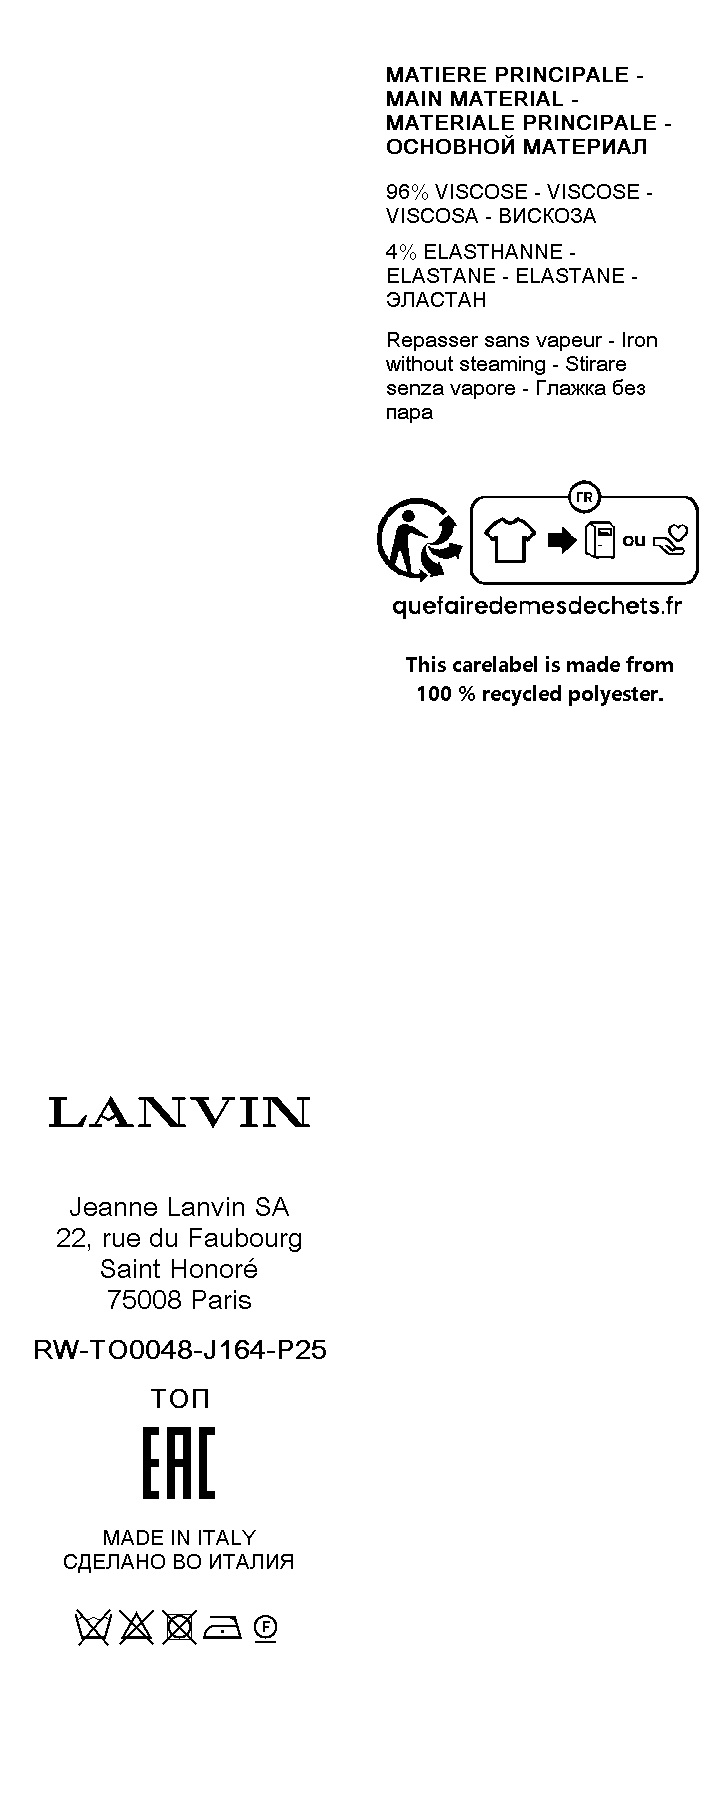 MATIERE PRINCIPALE -
MAIN MATERIAL -
MATERIALE PRINCIPALE -
ОСНОВНОЙ МАТЕРИАЛ
96% VISCOSE - VISCOSE -
VISCOSA - ВИСКОЗА
4% ELASTHANNE -
ELASTANE - ELASTANE -
ЭЛАСТАН
Repasser sans vapeur - Iron
without steaming - Stirare
senza vapore - Глажка без
пара
FR
ou
quefairedemesdechets.fr
This carelabel is made from
100 % recycled polyester.
LANVIN
Jeanne Lanvin SA
22, rue du Faubourg
Saint Honoré
75008 Paris
RW-TO0048-J164-P25
ТОП
EAC
MADE IN ITALY
СДЕЛАНО ВО ИТАЛИЯ
F